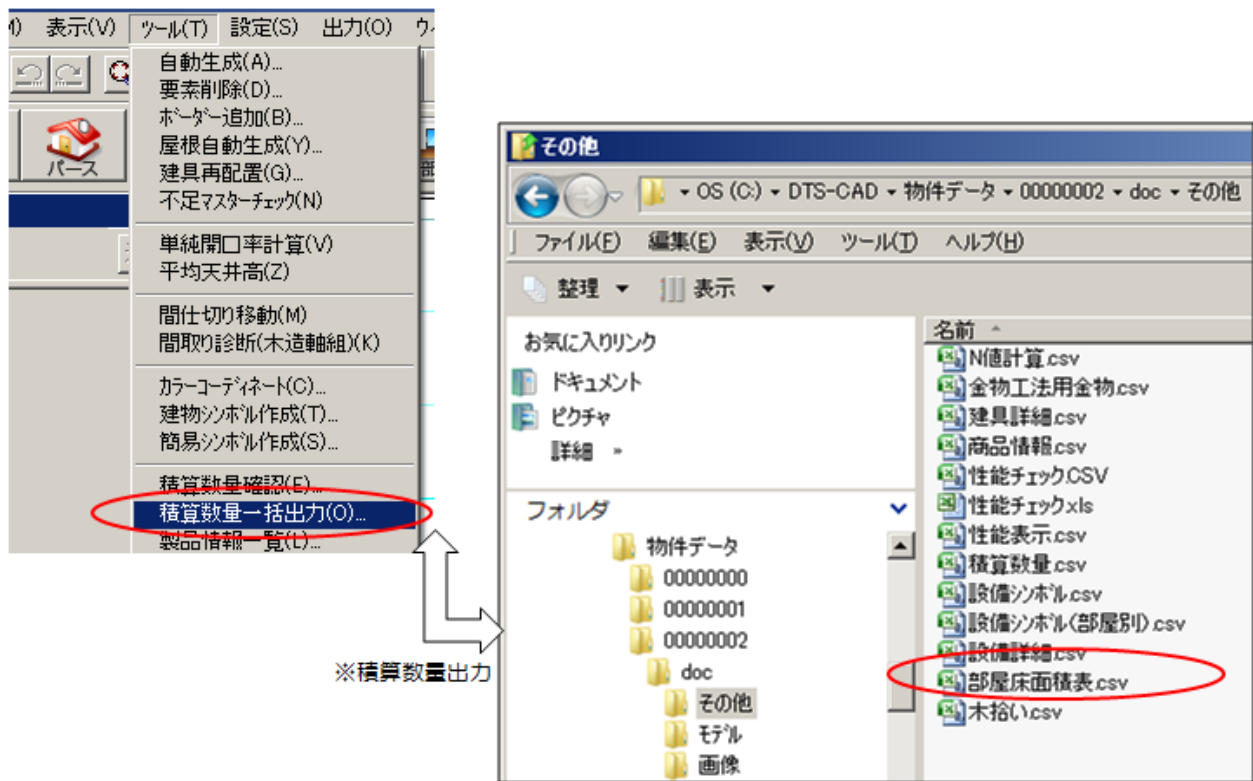 表示(V) ツール(T) 設定(S) 出力(O)
自動生成(A)...
要素削除(D)...
ボーダー追加(B)...
屋根自動生成(Y)...
建具再配置(G)...
不足マスターチェック(N)
パース
単純開口率計算(V)
平均天井高(Z)
間仕切り移動(M)
間取り診断(木造軸組)(K)
カラーコーディネート(C)...
建物シンボル作成(T)...
簡易シンボル作成(S)...
積算数量確認(E)...
積算数量一括出力(O)...
製品情報一覧(L)...
※積算数量出力
その他
OS (C:) DTS-CAD 物件データ 00000002 doc その他
ファイル(F) 編集(E) 表示(V) ツール(T) ヘルプ(H)
整理 表示
お気に入りリンク
ドキュメント
ピクチャ
詳細 »
フォルダ
物件データ
00000000
00000001
00000002
doc
その他
モデル
画像
名前
N値計算.csv
金物工法用金物.csv
建具詳細.csv
商品情報.csv
性能チェック.CSV
性能チェック.xls
性能表示.csv
積算数量.csv
設備シンボル.csv
設備シンボル(部屋別).csv
設備詳細.csv
部屋床面積表.csv
木拾い.csv